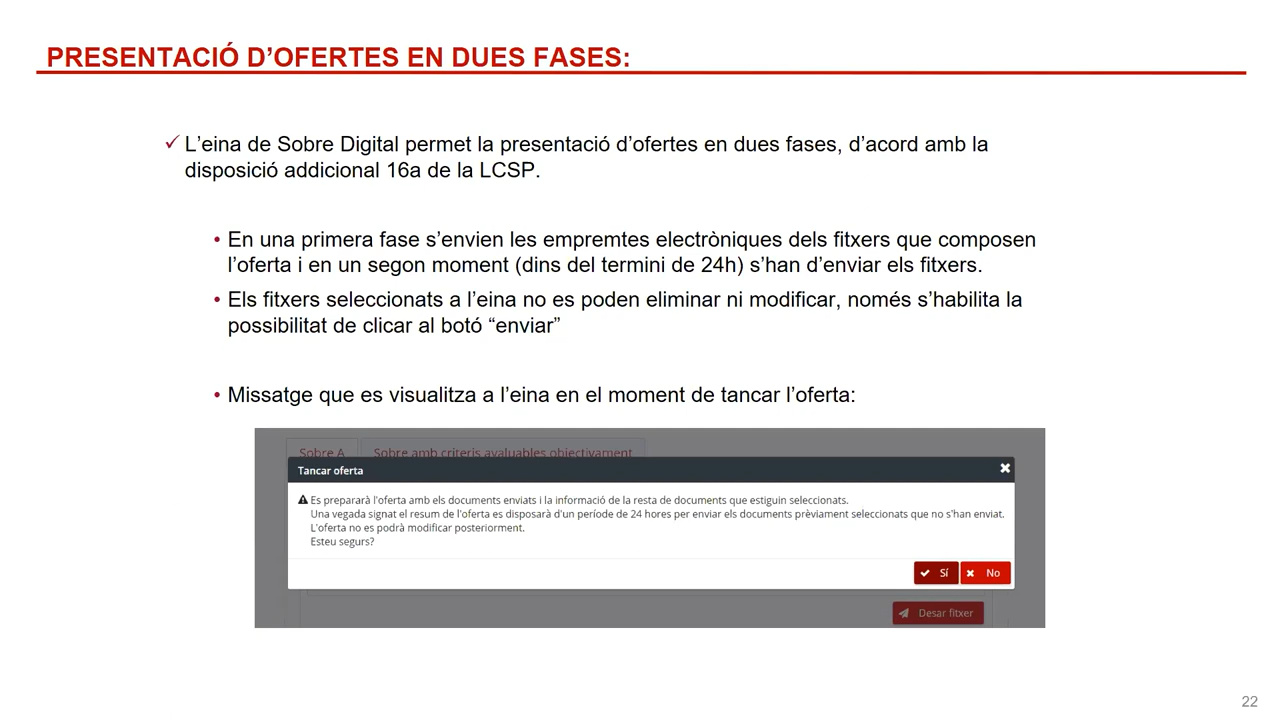 PRESENTACIÓ D’OFERTES EN DUES FASES:
✓ L’eina de Sobre Digital permet la presentació d’ofertes en dues fases, d’acord amb la
disposició addicional 16a de la LCSP.
• En una primera fase s’envien les empremtes electròniques dels fitxers que composen
l’oferta i en un segon moment (dins del termini de 24h) s’han d’enviar els fitxers.
• Els fitxers seleccionats a l’eina no es poden eliminar ni modificar, només s’habilita la
possibilitat de clicar al botó “enviar”
• Missatge que es visualitza a l’eina en el moment de tancar l’oferta:
Sobre A Sobre amb criteris avaluables objectivament
Tancar oferta
Es prepararà l'oferta amb els documents enviats i la informació de la resta de documents que estiguin seleccionats.
Una vegada signat el resum de l'oferta es disposarà d'un període de 24 hores per enviar els documents prèviament seleccionats que no s'han enviat.
L'oferta no es podrà modificar posteriorment.
Esteu segurs?
Sí No
Desar fitxer
22